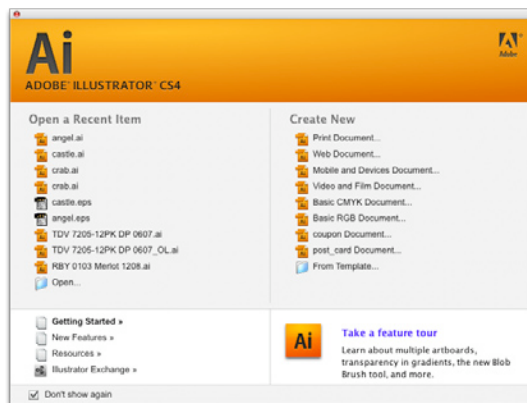 Ai
Adobe
ADOBE® ILLUSTRATOR® CS4
Open a Recent Item
angel.ai
castle.ai
crab.ai
crab.ai
castle.eps
angel.eps
TDV 7205-12PK DP 0607.ai
TDV 7205-12PK DP 0607_OL.ai
RBY 0103 Merlot 1208.ai
Open...
Create New
Print Document...
Web Document...
Mobile and Devices Document...
Video and Film Document...
Basic CMYK Document...
Basic RGB Document...
coupon Document...
post_card Document...
From Template...
Getting Started »
New Features »
Resources »
Illustrator Exchange »
Ai
Take a feature tour
Learn about multiple artboards,
transparency in gradients, the new Blob
Brush tool, and more.
Don't show again